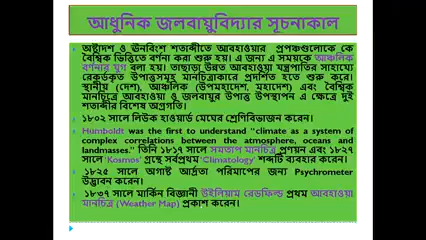 আধুনিক জলবায়ুবিদ্যার সূচনাকাল
অষ্টাদশ ও ঊনবিংশ শতাব্দীতে আবহাওয়ার প্রপঞ্চগুলোকে কে
বৈশ্বিক ভিত্তিতে বর্ণনা করা শুরু হয়। এ জন্য এ সময়কে আঞ্চলিক
বর্ণনার যুগ বলা হয়। তাছাড়া উন্নত আবহাওয়া যন্ত্রপাতির সাহায্যে
রেকর্ডকৃত উপাত্তসমূহ মানচিত্রাকারে প্রদর্শিত হতে শুরু করে।
স্থানীয় (দেশ), আঞ্চলিক (উপমহাদেশ, মহাদেশ) এবং বৈশ্বিক
মানচিত্রে আবহাওয়া ও জলবায়ুর উপাত্ত উপস্থাপন এ ক্ষেত্রে দুই
শতাব্দীর বিশেষ অগ্রগতি।
১৮০২ সালে লিউক হাওয়ার্ড মেঘের শ্রেণিবিভাজন করেন।
Humboldt was the first to understand "climate as a system of
complex correlations between the atmosphere, oceans and
landmasses." তিনি ১৮১৭ সালে সমতাপ মানচিত্র প্রণয়ন এবং ১৮২৭
সালে 'Kosmos' গ্রন্থে সর্বপ্রথম 'Climatology' শব্দটি ব্যবহার করেন।
১৮২৫ সালে অগাষ্ট আর্দ্রতা পরিমাপের জন্য Psychrometer
উদ্ভাবন করেন।
১৮৩৭ সালে মার্কিন বিজ্ঞানী উইলিয়াম রেডফিল্ড প্রথম আবহাওয়া
মানচিত্র (Weather Map) প্রকাশ করেন।